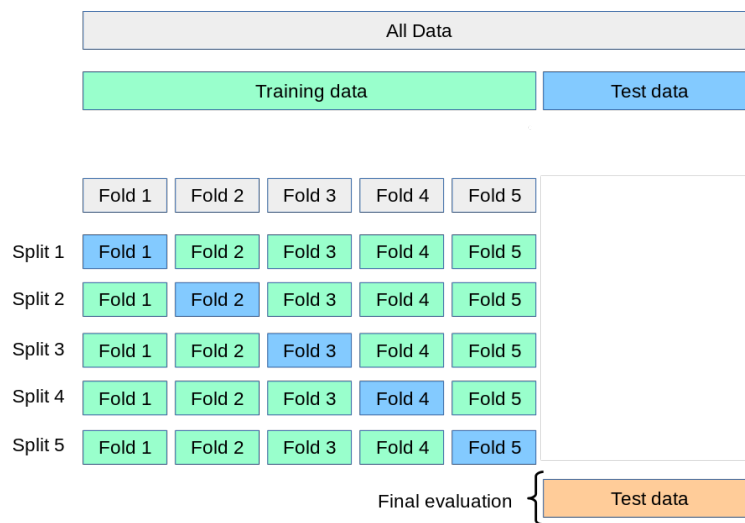 All Data
Training data Test data
Fold 1 Fold 2 Fold 3 Fold 4 Fold 5
Split 1 Fold 1 Fold 2 Fold 3 Fold 4 Fold 5
Split 2 Fold 1 Fold 2 Fold 3 Fold 4 Fold 5
Split 3 Fold 1 Fold 2 Fold 3 Fold 4 Fold 5
Split 4 Fold 1 Fold 2 Fold 3 Fold 4 Fold 5
Split 5 Fold 1 Fold 2 Fold 3 Fold 4 Fold 5
Final evaluation Test data